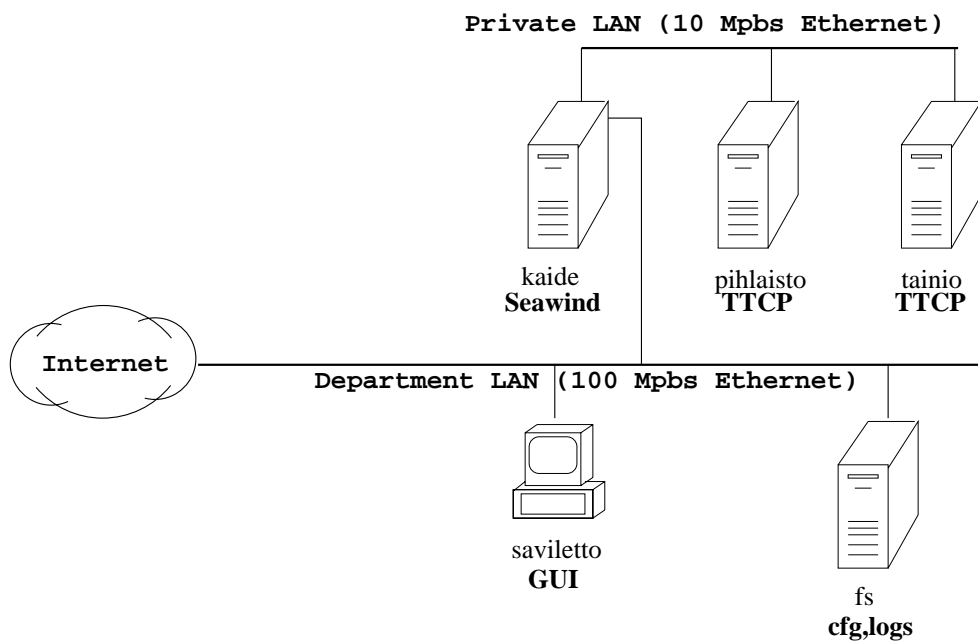 Private LAN (10 Mpbs Ethernet)
kaide
Seawind
pihlaisto
TTCP
tainio
TTCP
Internet
Department LAN (100 Mpbs Ethernet)
saviletto
GUI
fs
cfg,logs